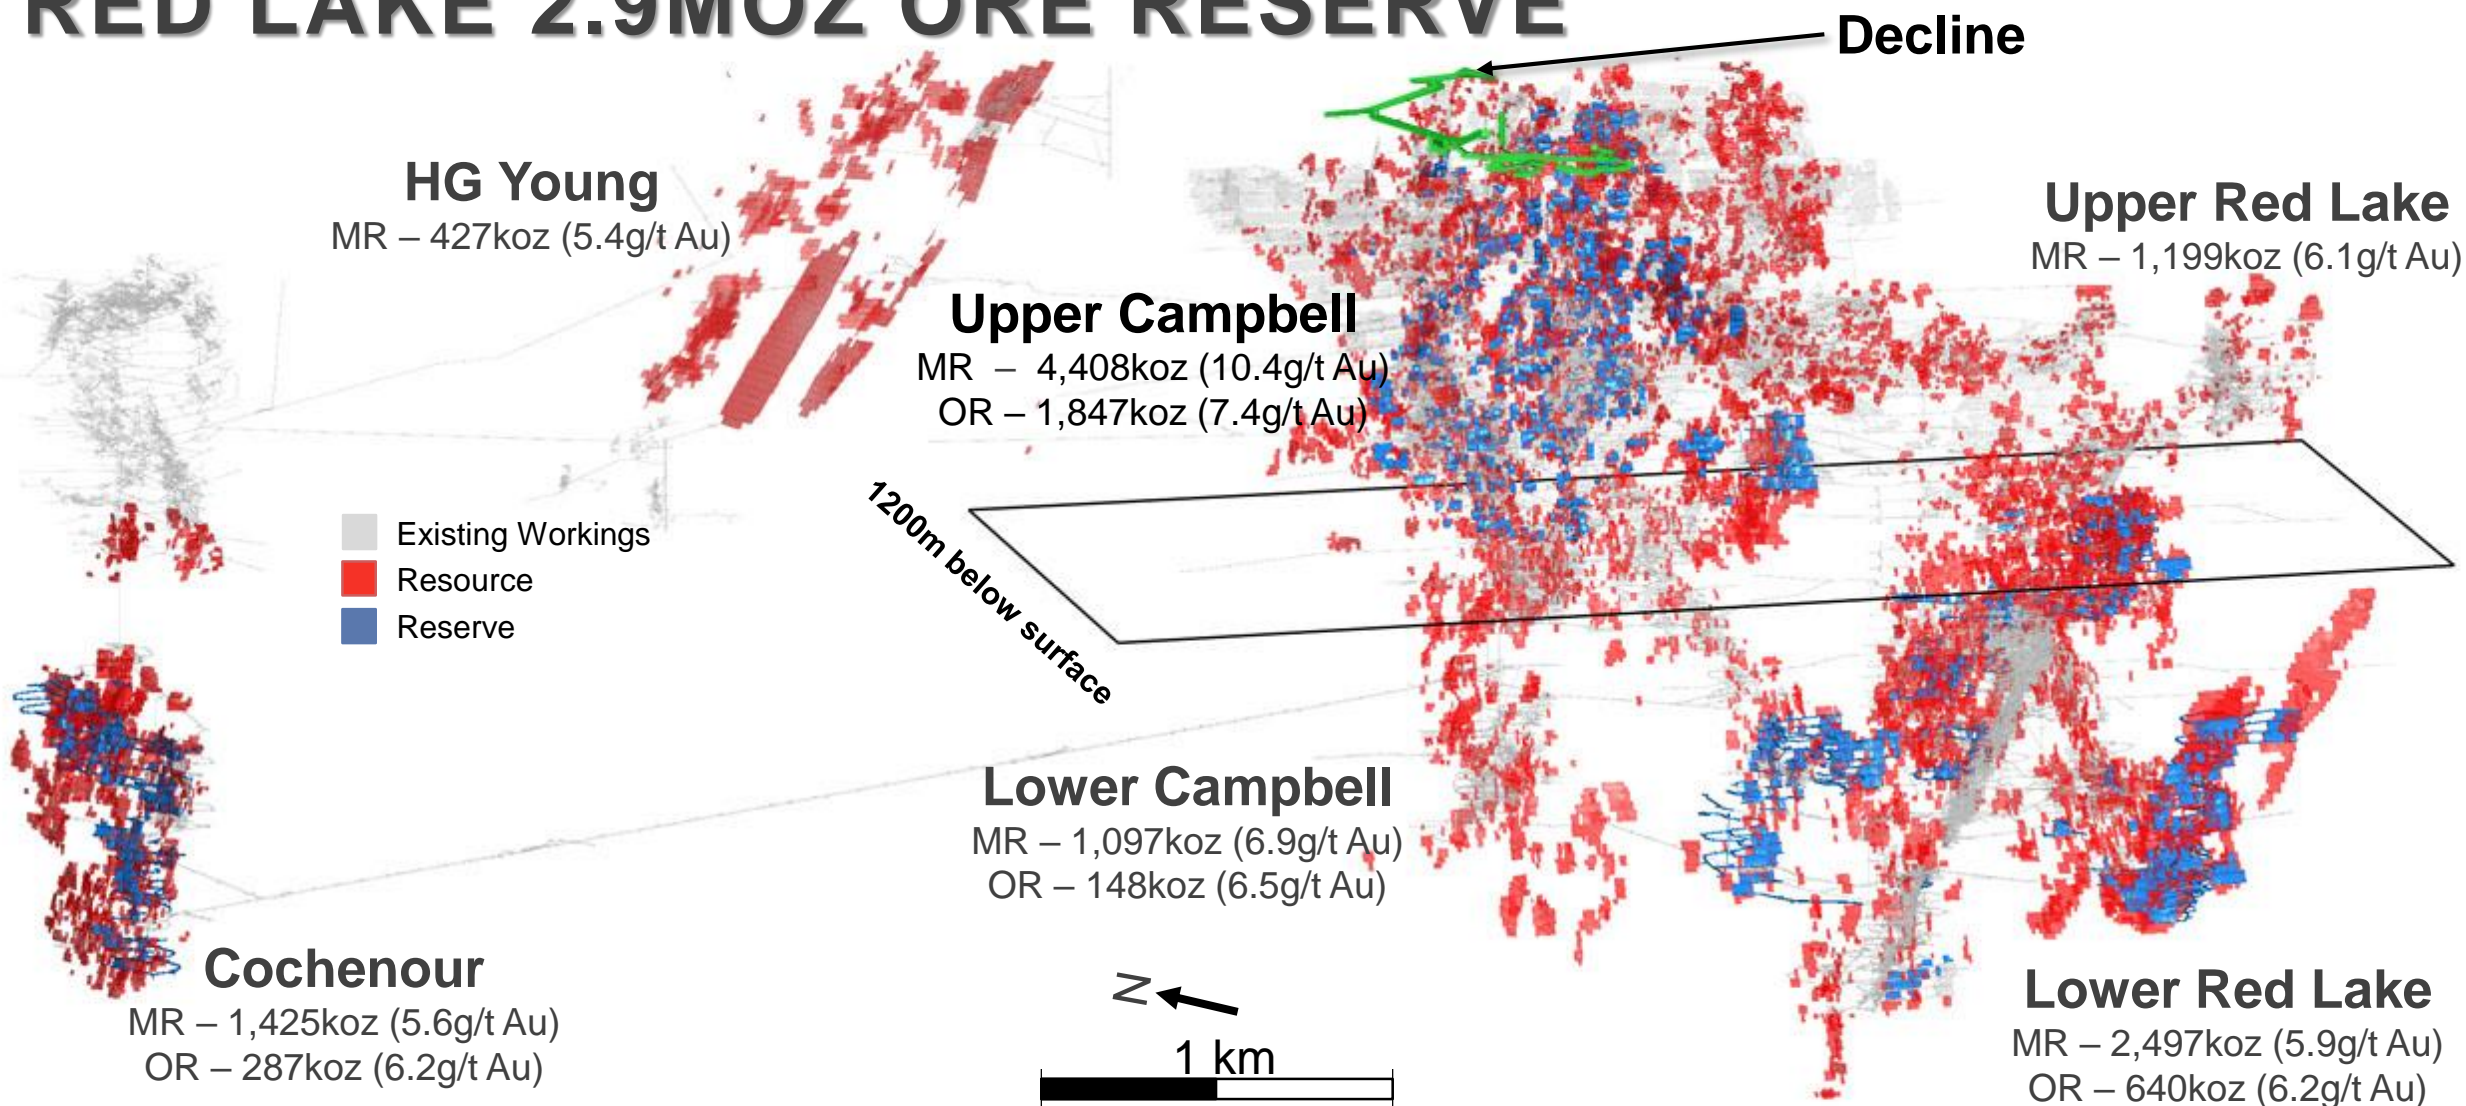 RED LAKE 2.9MOZ ORE RESERVE
Decline
HG Young
MR – 427koz (5.4g/t Au)
Upper Red Lake
MR – 1,199koz (6.1g/t Au)
Upper Campbell
MR – 4,408koz (10.4g/t Au)
OR – 1,847koz (7.4g/t Au)
1200m below surface
Existing Workings
Resource
Reserve
Lower Campbell
MR – 1,097koz (6.9g/t Au)
OR – 148koz (6.5g/t Au)
Cochenour
MR – 1,425koz (5.6g/t Au)
OR – 287koz (6.2g/t Au)
N
1 km
Lower Red Lake
MR – 2,497koz (5.9g/t Au)
OR – 640koz (6.2g/t Au)